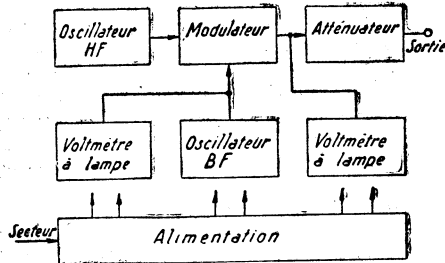 Oscillateur
HF
Modulateur
Atténuateur
Sortie
Voltmètre
à lampe
Oscillateur
BF
Voltmètre
à lampe
Secteur
Alimentation